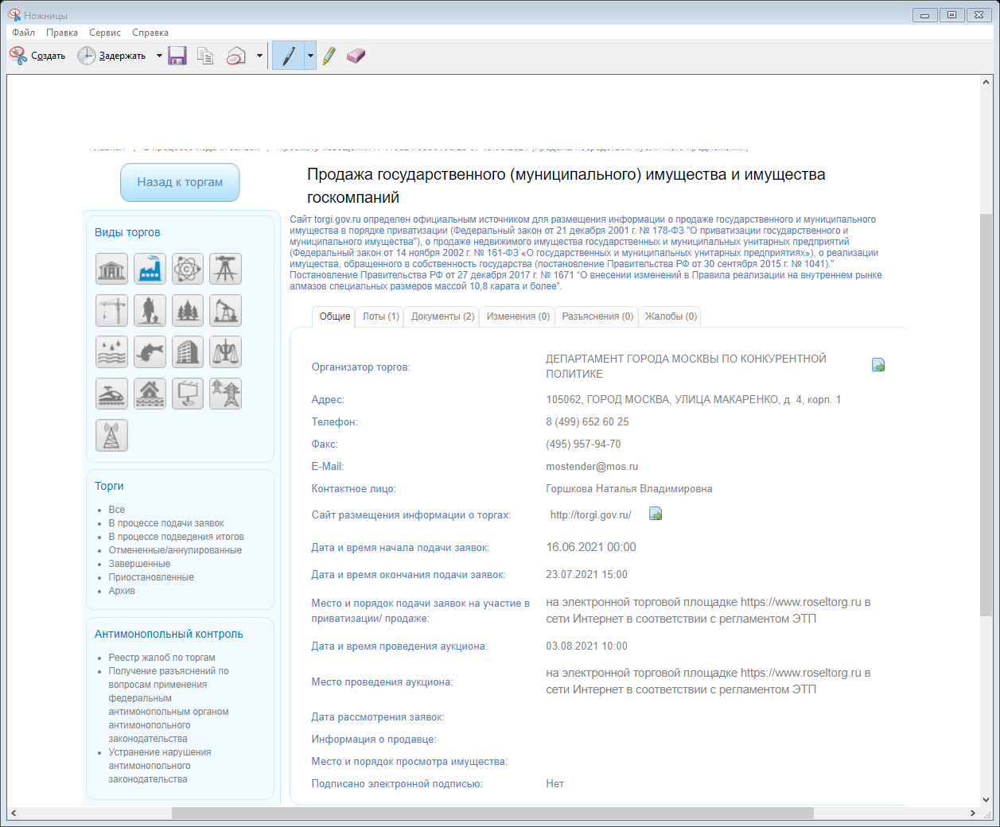 Ножницы
Файл Правка Сервис Справка
Создать Задержать
Назад к торгам
Продажа государственного (муниципального) имущества и имущества
госкомпаний
Сайт torgi.gov.ru определен официальным источником для размещения информации о продаже государственного и муниципального
имущества в порядке приватизации (Федеральный закон от 21 декабря 2001 г. № 178-ФЗ "О приватизации государственного и
муниципального имущества"), о продаже недвижимого имущества государственных и муниципальных унитарных предприятий
(Федеральный закон от 14 ноября 2002 г. № 161-ФЗ «О государственных и муниципальных унитарных предприятиях»), о реализации
имущества, обращенного в собственность государства (постановление Правительства РФ от 30 сентября 2015 г. № 1041)."
Постановление Правительства РФ от 27 декабря 2017 г. № 1671 “О внесении изменений в Правила реализации на внутреннем рынке
алмазов специальных размеров массой 10,8 карата и более”.
Виды торгов
Торги
Все
В процессе подачи заявок
В процессе подведения итогов
Отмененные/аннулированные
Завершенные
Приостановленные
Архив
Антимонопольный контроль
Реестр жалоб по торгам
Получение разъяснений по
вопросам применения
федеральным
антимонопольным органом
антимонопольного
законодательства
Устранение нарушения
антимонопольного
законодательства
Общие Лоты (1) Документы (2) Изменения (0) Разъяснения (0) Жалобы (0)
Организатор торгов: ДЕПАРТАМЕНТ ГОРОДА МОСКВЫ ПО КОНКУРЕНТНОЙ
ПОЛИТИКЕ
Адрес: 105062, ГОРОД МОСКВА, УЛИЦА МАКАРЕНКО, д. 4, корп. 1
Телефон: 8 (499) 652 60 25
Факс: (495) 957-94-70
E-Mail: mostender@mos.ru
Контактное лицо: Горшкова Наталья Владимировна
Сайт размещения информации о торгах: http://torgi.gov.ru/
Дата и время начала подачи заявок: 16.06.2021 00:00
Дата и время окончания подачи заявок: 23.07.2021 15:00
Место и порядок подачи заявок на участие в
приватизации/ продаже:
на электронной торговой площадке https://www.roseltorg.ru в
сети Интернет в соответствии с регламентом ЭТП
Дата и время проведения аукциона: 03.08.2021 10:00
Место проведения аукциона:
на электронной торговой площадке https://www.roseltorg.ru в
сети Интернет в соответствии с регламентом ЭТП
Дата рассмотрения заявок:
Информация о продавце:
Место и порядок просмотра имущества:
Подписано электронной подписью: Нет